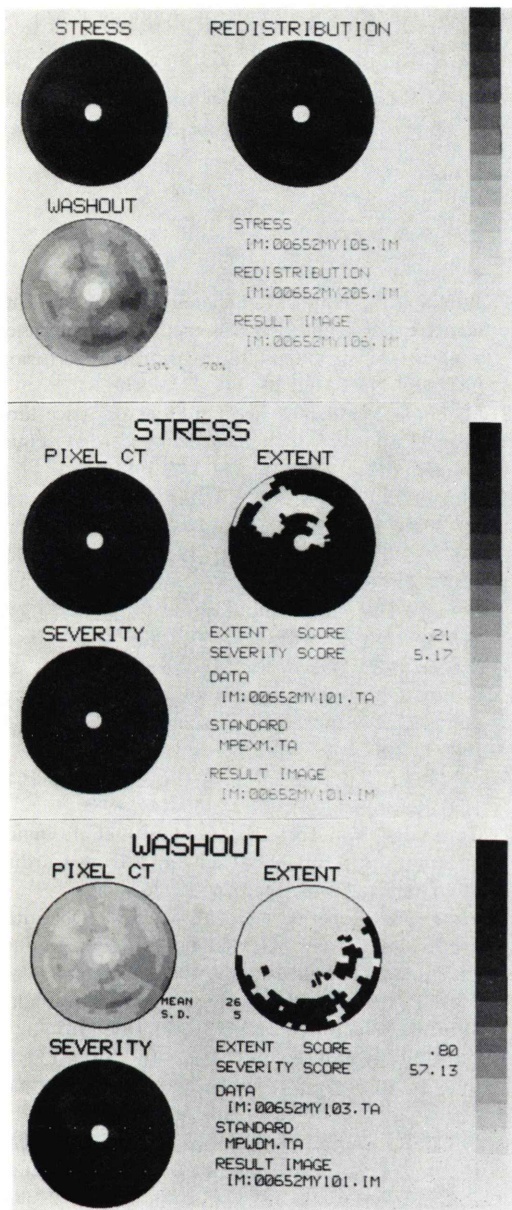 STRESS REDISTRIBUTION
WASHOUT
STRESS
IM:00652MY105.IM
REDISTRIBUTION
IM:00652MY205.IM
RESULT IMAGE
IM:00652MY106.IM
-10% - 70%
STRESS
PIXEL CT EXTENT
SEVERITY
EXTENT SCORE .21
SEVERITY SCORE 5.17
DATA
IM:00652MY101.TA
STANDARD
MPEXM.TA
RESULT IMAGE
IM:00652MY101.IM
WASHOUT
PIXEL CT EXTENT
MEAN 26
S.D. 5
SEVERITY
EXTENT SCORE .80
SEVERITY SCORE 57.13
DATA
IM:00652MY103.TA
STANDARD
MPWOM.TA
RESULT IMAGE
IM:00652MY101.IM